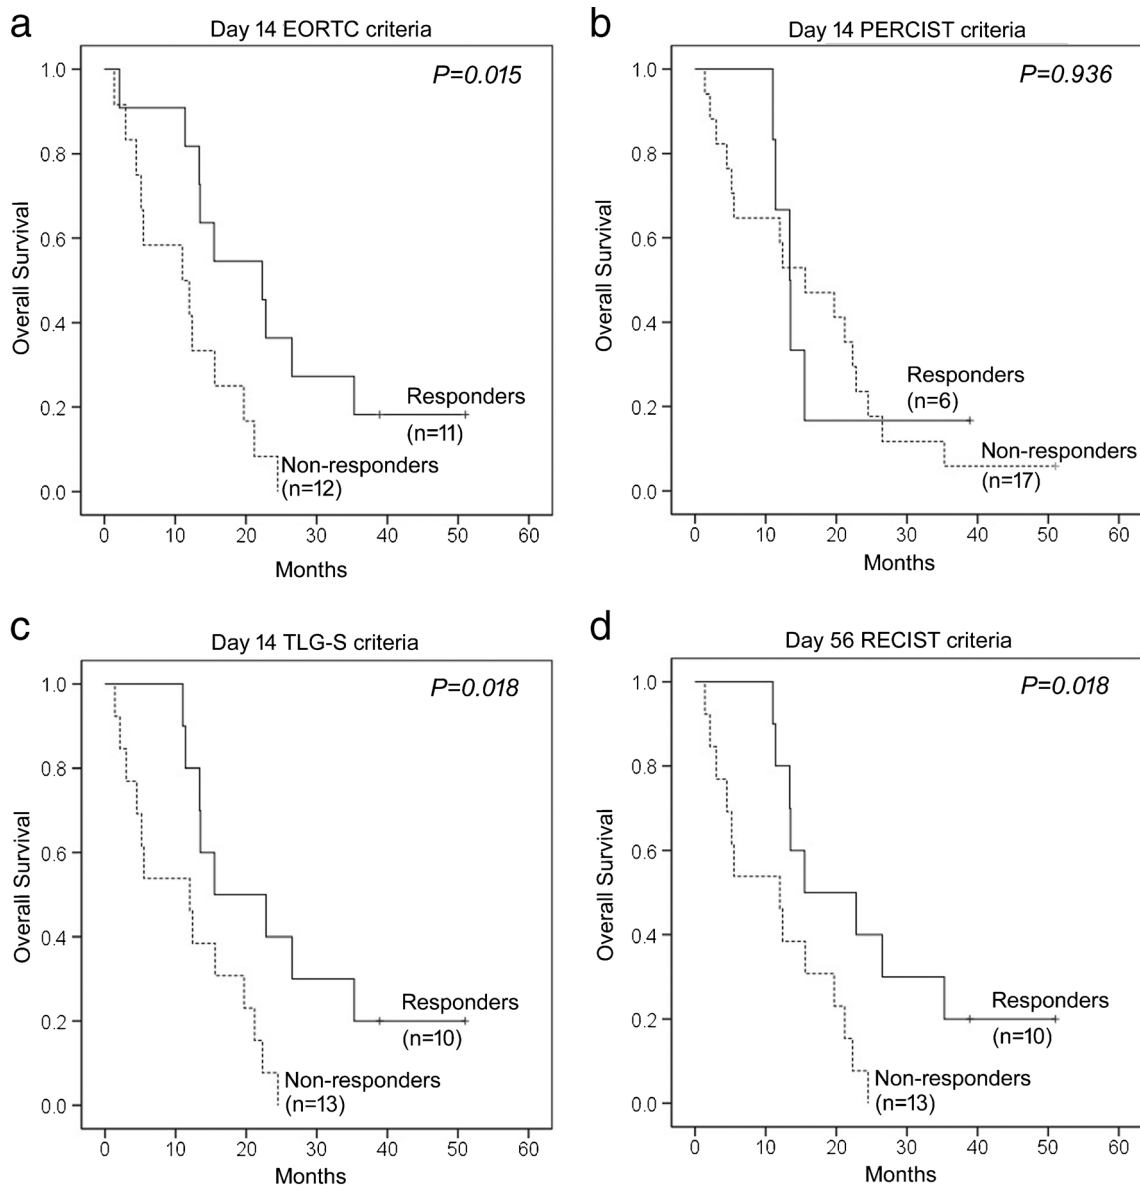 a
Day 14 EORTC criteria
P=0.015
1.0
0.8
0.6
0.4
0.2
0.0
Overall Survival
Responders
(n=11)
Non-responders
(n=12)
0 10 20 30 40 50 60
Months
b
Day 14 PERCIST criteria
P=0.936
1.0
0.8
0.6
0.4
0.2
0.0
Overall Survival
Responders
(n=6)
Non-responders
(n=17)
0 10 20 30 40 50 60
Months
c
Day 14 TLG-S criteria
P=0.018
1.0
0.8
0.6
0.4
0.2
0.0
Overall Survival
Responders
(n=10)
Non-responders
(n=13)
0 10 20 30 40 50 60
Months
d
Day 56 RECIST criteria
P=0.018
1.0
0.8
0.6
0.4
0.2
0.0
Overall Survival
Responders
(n=10)
Non-responders
(n=13)
0 10 20 30 40 50 60
Months